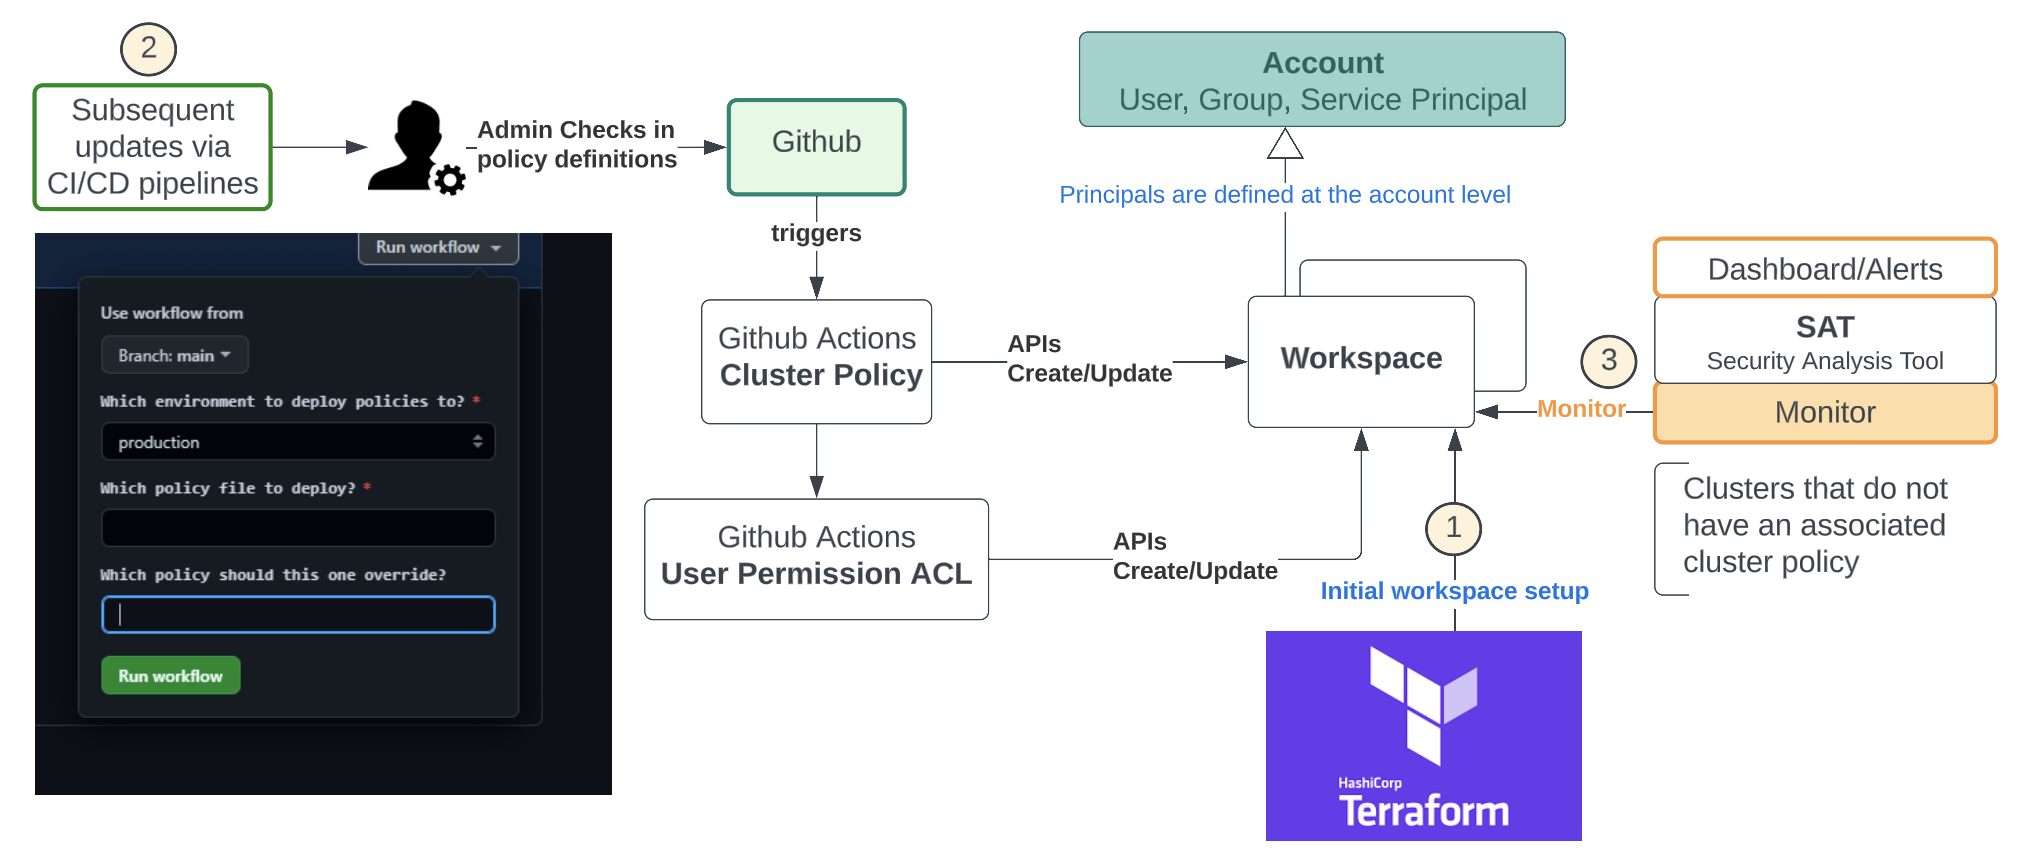 2
Subsequent
updates via
CI/CD pipelines
Admin Checks in
policy definitions
Github
triggers
Github Actions
Cluster Policy
APIs
Create/Update
Github Actions
User Permission ACL
APIs
Create/Update
Account
User, Group, Service Principal
Principals are defined at the account level
Workspace
1
Initial workspace setup
HashiCorp
Terraform
3
Monitor
Dashboard/Alerts
SAT
Security Analysis Tool
Monitor
Clusters that do not
have an associated
cluster policy
Run workflow
Use workflow from
Branch: main
Which environment to deploy policies to? *
production
Which policy file to deploy? *
Which policy should this one override?
Run workflow